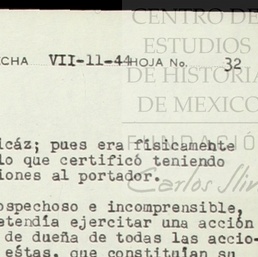 CENTRO DE
ESTUDIOS
DE HISTORIA
DE MEXICO
FUNDACIÓN
Carlos Slim
ECHA VII-11-44 HOJA No. 32
icáz; pues era físicamente
lo que certificó teniendo
iones al portador.
ospechoso e incomprensible,
etendía ejercitar una acción
de dueña de todas las accio-
éstas, que constituían su